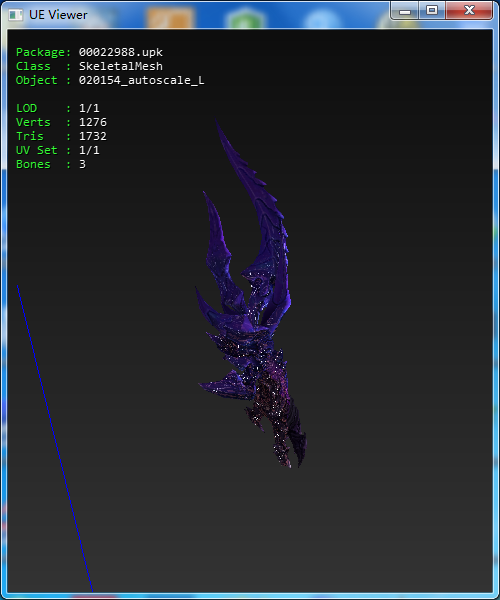 UE Viewer
Package: 00022988.upk
Class  : SkeletalMesh
Object : 020154_autoscale_L
LOD    : 1/1
Verts  : 1276
Tris   : 1732
UV Set : 1/1
Bones  : 3